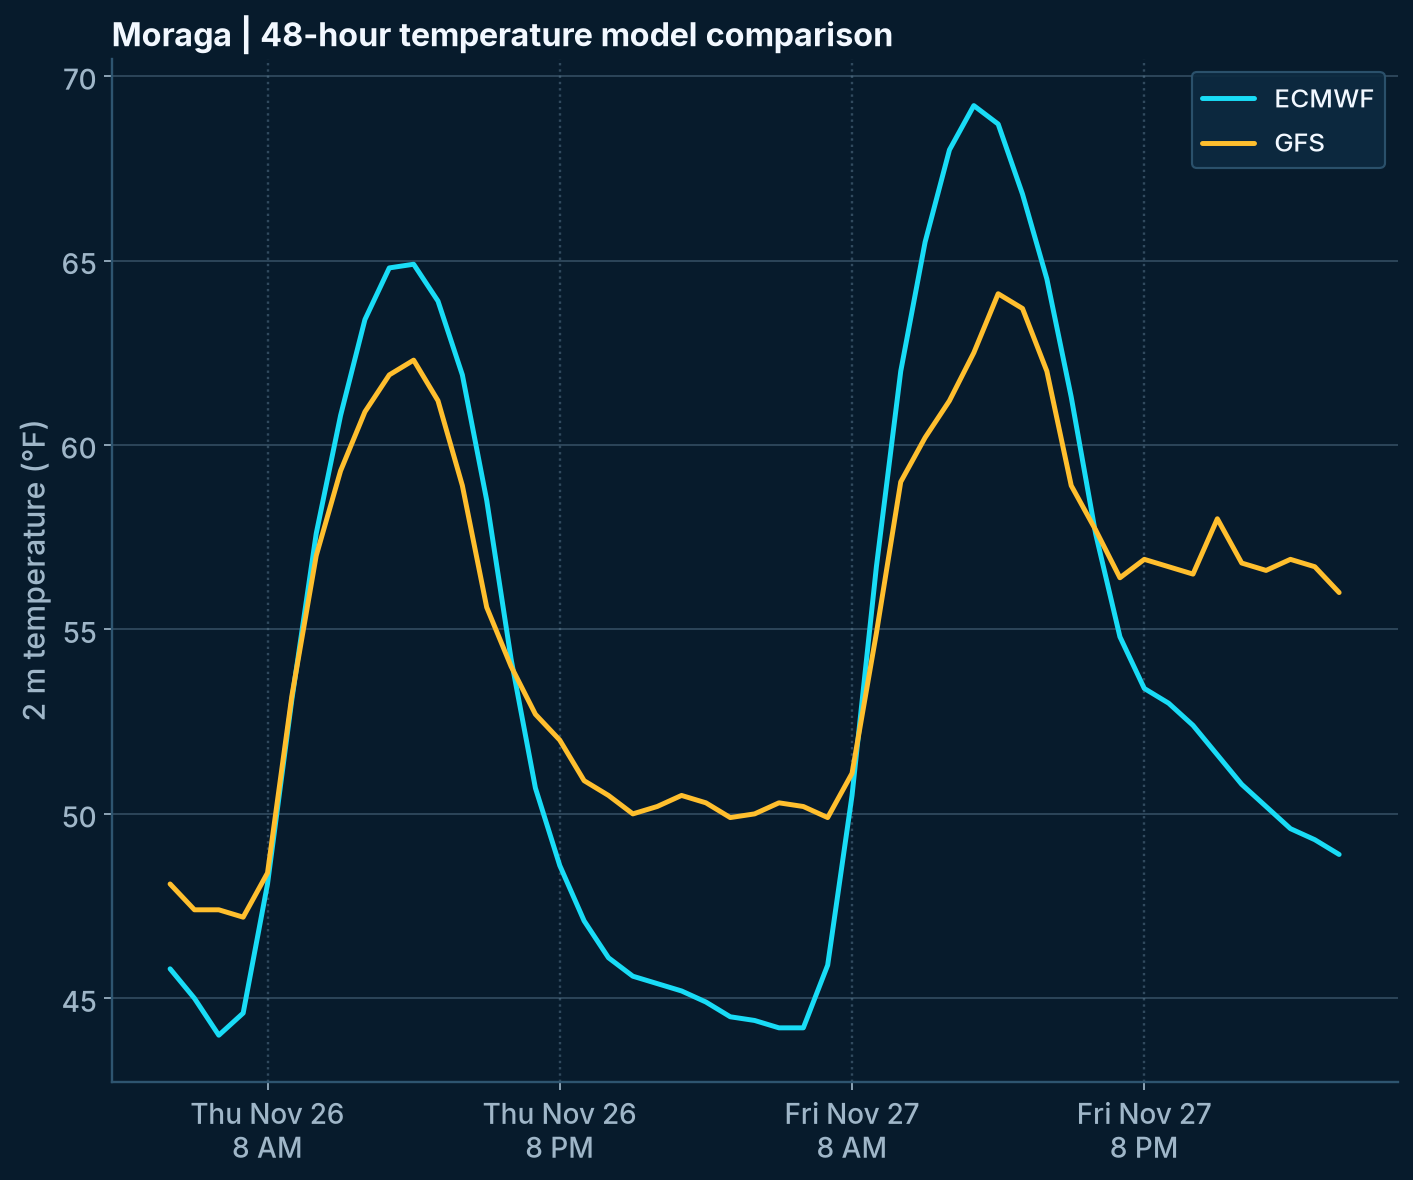 Moraga | 48-hour temperature model comparison
ECMWF
GFS
2 m temperature (°F)
70
65
60
55
50
45
Thu Nov 26
8 AM
Thu Nov 26
8 PM
Fri Nov 27
8 AM
Fri Nov 27
8 PM